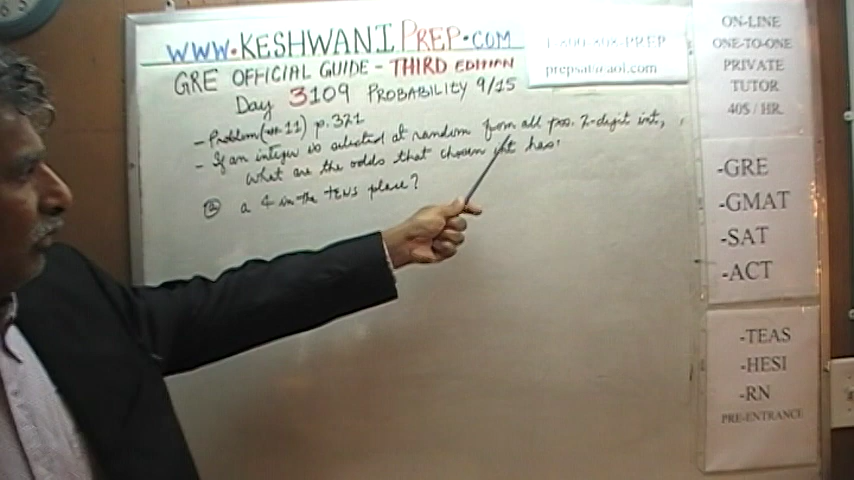 WWW.KESHWANIPREP.COM
GRE OFFICIAL GUIDE - THIRD EDITION
Day 3109 PROBABILITY 9/15
- Problem( 11) p.321
- If an integer is selected at random from all pos. 2-digit int,
what are the odds that chosen int has:
a 4 in the TENS place?
prepsat@aol.com
ON-LINE
ONE-TO-ONE
PRIVATE
TUTOR
40$ / HR.
-GRE
-GMAT
-SAT
-ACT
-TEAS
-HESI
-RN
PRE-ENTRANCE